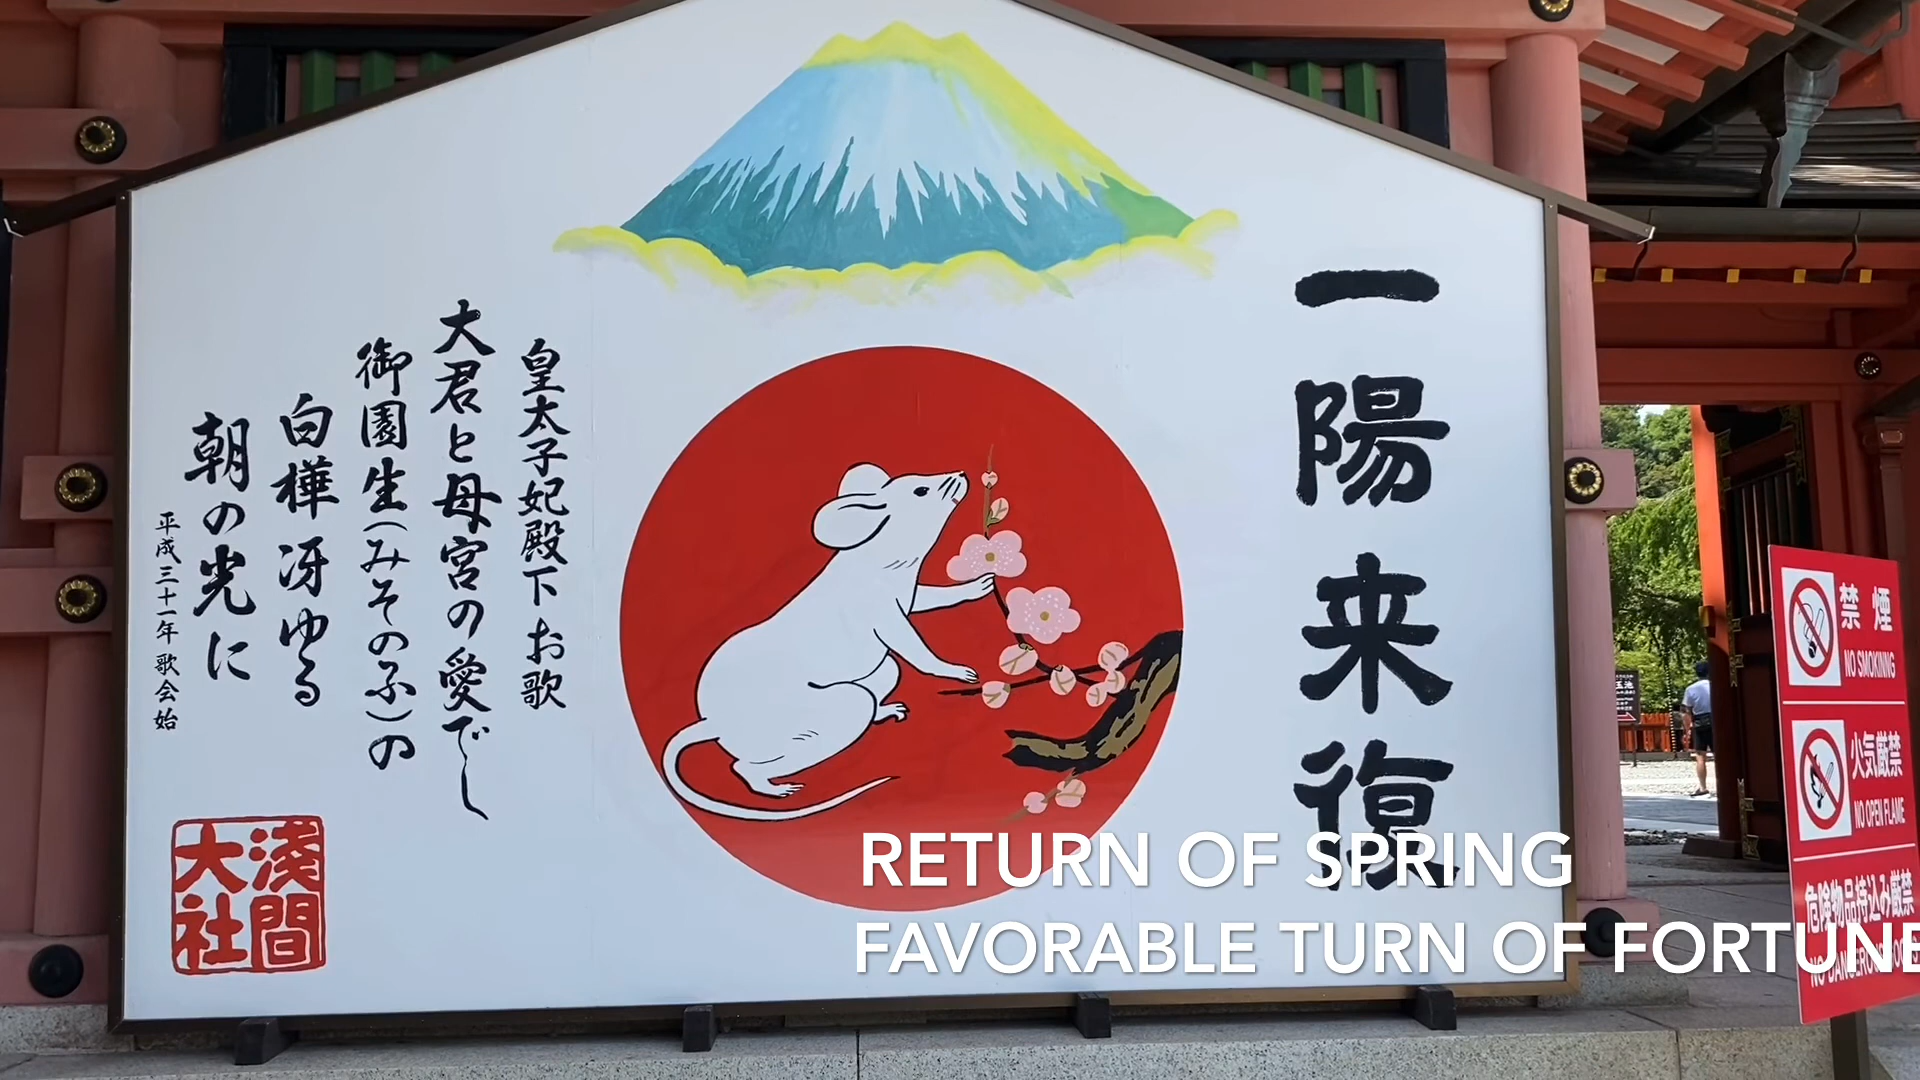 一陽来復
皇太子妃殿下お歌
大君と母宮の愛でし
御園生(みその ふ)の
白樺冴ゆる
朝の光に
平成三十一年 歌会始
淺間
大社
RETURN OF SPRING
FAVORABLE TURN OF FORTUNE
禁煙
NO SMOKINNG
火気厳禁
NO OPEN FLAME
危険物品持込み厳禁